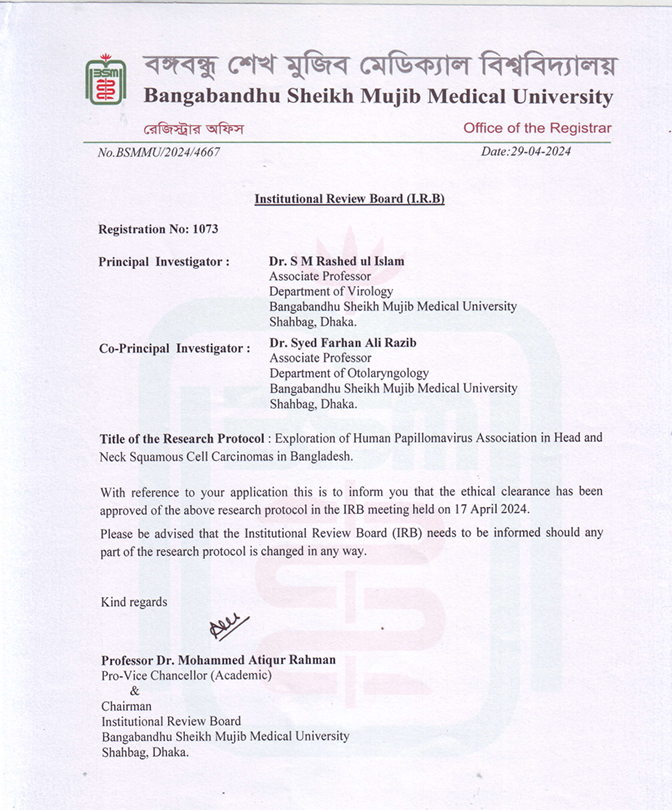 BSM
বঙ্গবন্ধু শেখ মুজিব মেডিক্যাল বিশ্ববিদ্যালয়
Bangabandhu Sheikh Mujib Medical University
রেজিস্ট্রার অফিস Office of the Registrar
No.BSMMU/2024/4667 Date:29-04-2024
Institutional Review Board (I.R.B)
Registration No: 1073
Principal Investigator : Dr. S M Rashed ul Islam
Associate Professor
Department of Virology
Bangabandhu Sheikh Mujib Medical University
Shahbag, Dhaka.
Co-Principal Investigator : Dr. Syed Farhan Ali Razib
Associate Professor
Department of Otolaryngology
Bangabandhu Sheikh Mujib Medical University
Shahbag, Dhaka.
Title of the Research Protocol : Exploration of Human Papillomavirus Association in Head and
Neck Squamous Cell Carcinomas in Bangladesh.
With reference to your application this is to inform you that the ethical clearance has been
approved of the above research protocol in the IRB meeting held on 17 April 2024.
Please be advised that the Institutional Review Board (IRB) needs to be informed should any
part of the research protocol is changed in any way.
Kind regards
Professor Dr. Mohammed Atiqur Rahman
Pro-Vice Chancellor (Academic)
&
Chairman
Institutional Review Board
Bangabandhu Sheikh Mujib Medical University
Shahbag, Dhaka.